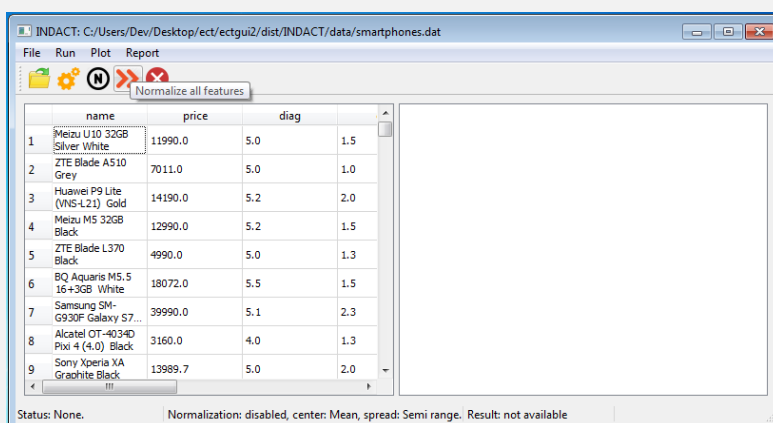 INDACT: C:/Users/Dev/Desktop/ect/ectgui2/dist/INDACT/data/smartphones.dat
File Run Plot Report
N
Normalize all features
name price diag
1 Meizu U10 32GB 11990.0 5.0 1.5
Silver White
2 ZTE Blade A510 7011.0 5.0 1.0
Grey
3 Huawei P9 Lite 14190.0 5.2 2.0
(VNS-L21) Gold
4 Meizu M5 32GB 12990.0 5.2 1.5
Black
5 ZTE Blade L370 4990.0 5.0 1.3
Black
6 BQ Aquaris M5.5 18072.0 5.5 1.5
16+3GB White
7 Samsung SM- 39990.0 5.1 2.3
G930F Galaxy S7...
8 Alcatel OT-4034D 3160.0 4.0 1.3
Pixi 4 (4.0) Black
9 Sony Xperia XA 13989.7 5.0 2.0
Graphite Black
Status: None. Normalization: disabled, center: Mean, spread: Semi range. Result: not available